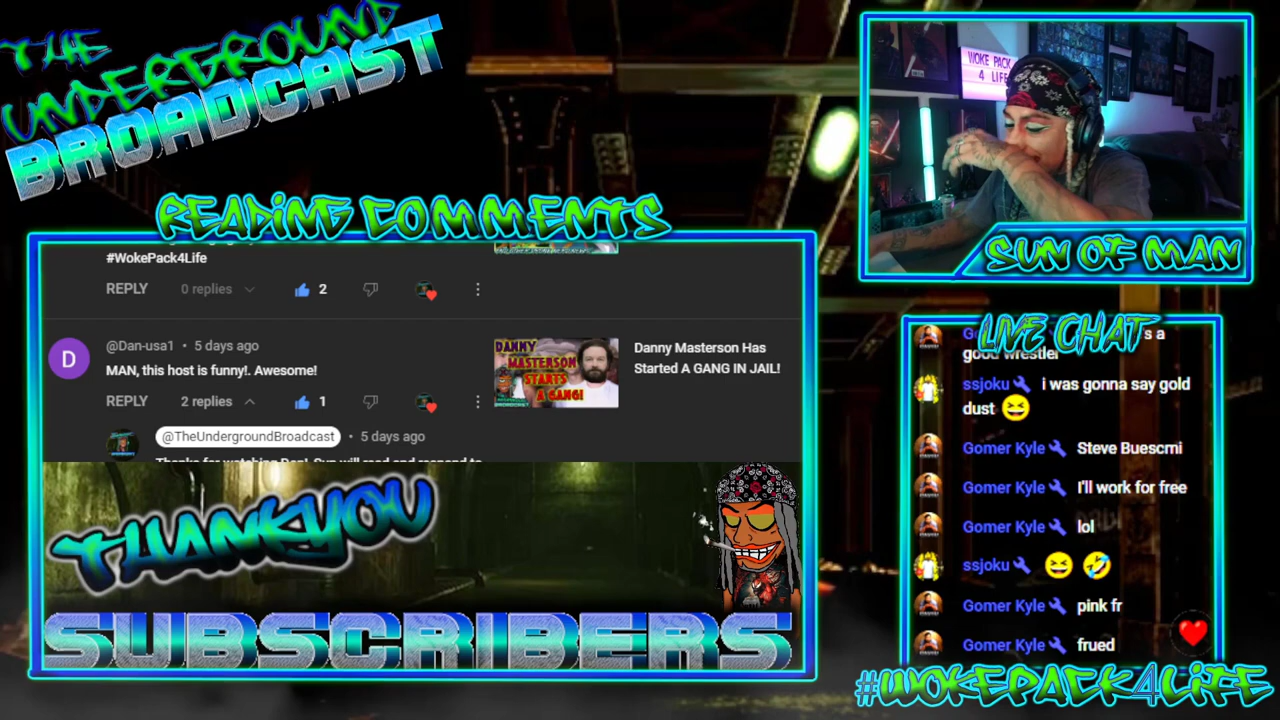 THE
UNDERGROUND
BROADCAST
WOKE PACK
4 LIFE
SUN OF MAN
READING COMMENTS
#WokePack4Life
REPLY 0 replies 2
D
@Dan-usa1 • 5 days ago
MAN, this host is funny!. Awesome!
REPLY 2 replies 1
DANNY
MASTERSON
STARTS
A GANG!
Danny Masterson Has
Started A GANG IN JAIL!
@TheUndergroundBroadcast • 5 days ago
THANKYOU
SUBSCRIBERS
LIVE CHAT
s a
good wrestler
ssjoku i was gonna say gold
dust 😆
Gomer Kyle Steve Buescmi
Gomer Kyle I'll work for free
Gomer Kyle lol
ssjoku 😆 🤣
Gomer Kyle pink fr
Gomer Kyle frued
#WOKEPACK4LIFE